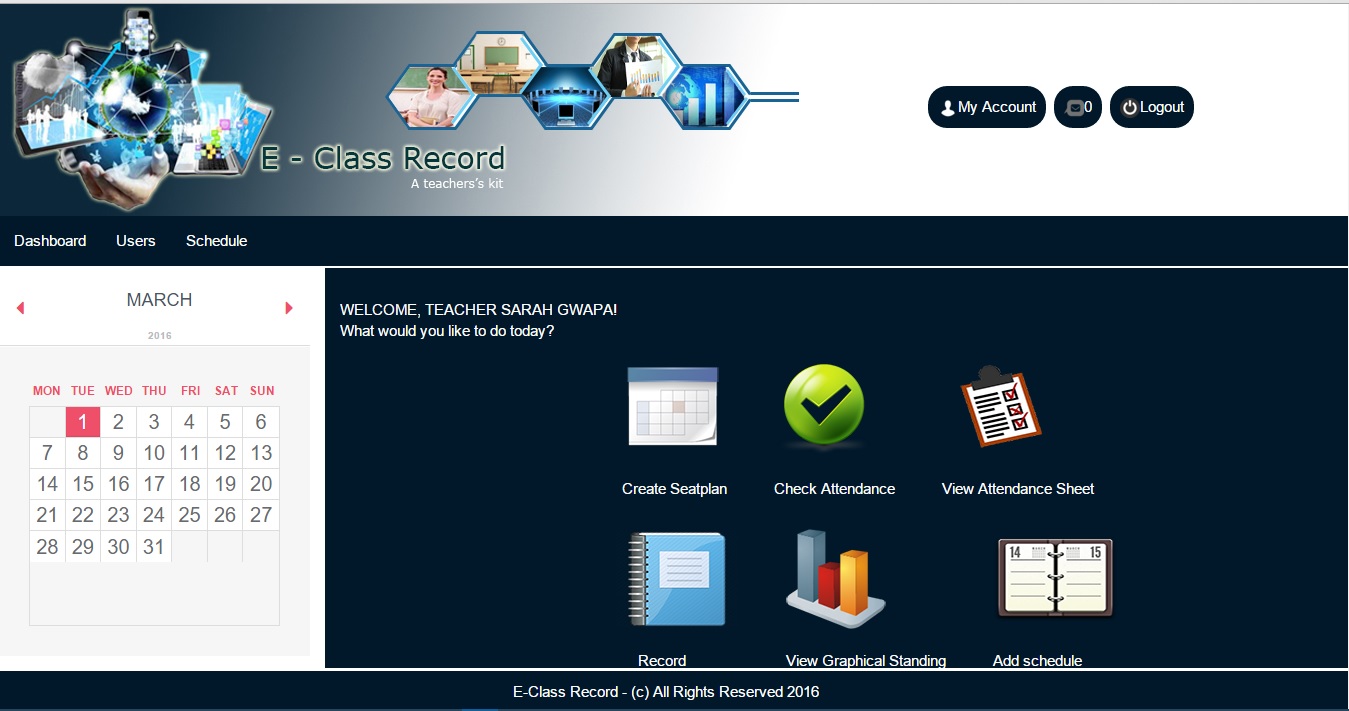 E - Class Record
A teachers's kit
My Account
0
Logout
Dashboard Users Schedule
MARCH
2016
MON TUE WED THU FRI SAT SUN
1 2 3 4 5 6
7 8 9 10 11 12 13
14 15 16 17 18 19 20
21 22 23 24 25 26 27
28 29 30 31
WELCOME, TEACHER SARAH GWAPA!
What would you like to do today?
Create Seatplan Check Attendance View Attendance Sheet
14 15
Record View Graphical Standing Add schedule
E-Class Record - (c) All Rights Reserved 2016